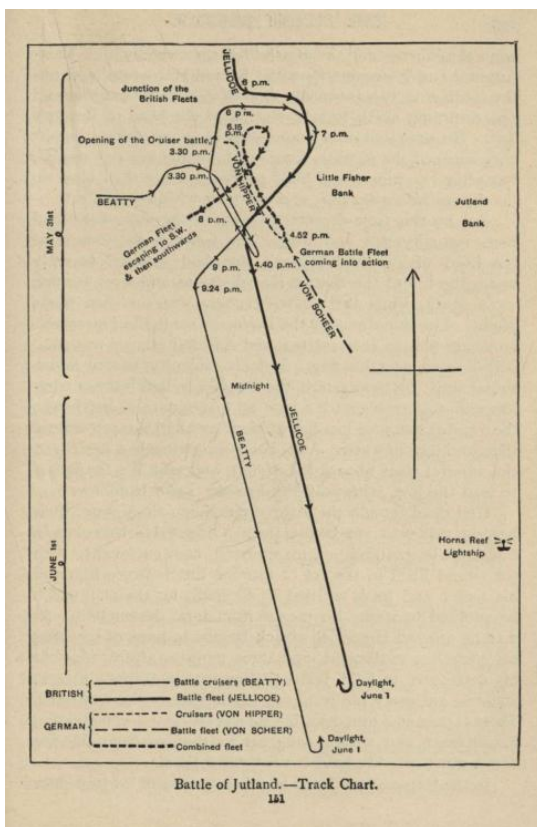 JELLICOE
6 p.m.
Junction of the
British Fleets
6 p.m.
6.15
p.m.
7 p.m.
Opening of the Cruiser battle,
3.30 p.m.
3.30 p.m.
VON HIPPER
Little Fisher
Bank
Jutland
Bank
BEATTY
MAY 31st
8 p.m.
German Fleet
escaping to S.W.
& then southwards
4.52 p.m.
German Battle Fleet
coming into action
4.40 p.m.
9 p.m.
9.24 p.m.
VON SCHEER
Midnight
JELLICOE
BEATTY
JUNE 1st
Horns Reef
Lightship
Daylight,
June 1
Daylight,
June 1
BRITISH
Battle cruisers (BEATTY)
Battle fleet (JELLICOE)
GERMAN
Cruisers (VON HIPPER)
Battle fleet (VON SCHEER)
Combined fleet
Battle of Jutland.—Track Chart.
151